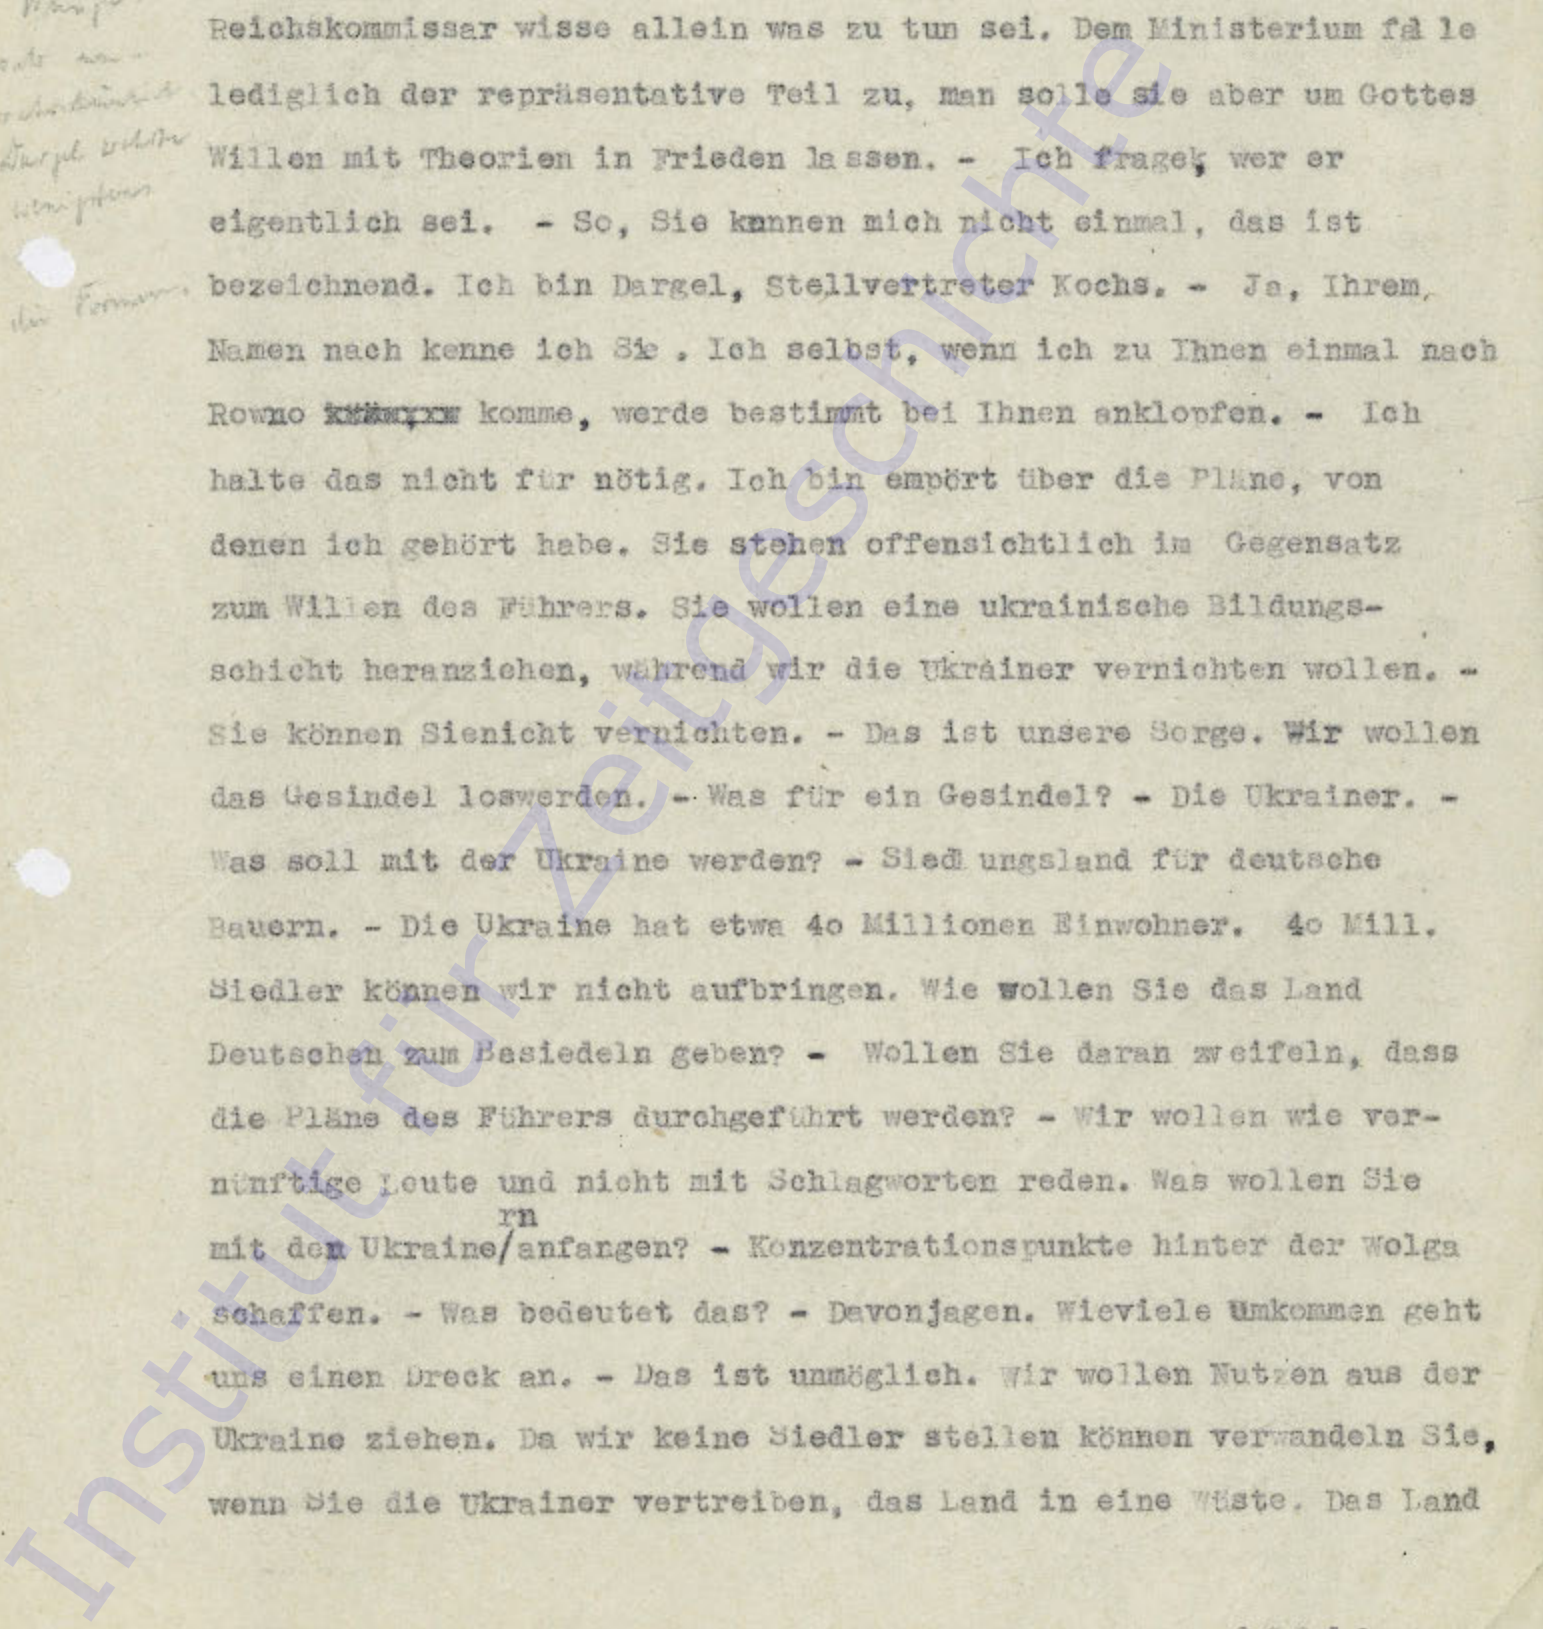 Reichskommissar wisse allein was zu tun sei. Dem Ministerium falle
lediglich der repräsentative Teil zu, man solle sie aber um Gottes
Willen mit Theorien in Frieden lassen. - Ich frage, wer er
eigentlich sei. - So, Sie kennen mich nicht einmal, das ist
bezeichnend. Ich bin Dargel, Stellvertreter Kochs. - Ja, Ihrem
Namen nach kenne ich Sie . Ich selbst, wenn ich zu Ihnen einmal nach
Rowno komme, werde bestimmt bei Ihnen anklopfen. - Ich
halte das nicht für nötig. Ich bin empört über die Pläne, von
denen ich gehört habe. Sie stehen offensichtlich im Gegensatz
zum Willen des Führers. Sie wollen eine ukrainische Bildungs-
schicht heranziehen, während wir die Ukrainer vernichten wollen. -
Sie können Sienicht vernichten. - Das ist unsere Sorge. Wir wollen
das Gesindel loswerden. - Was für ein Gesindel? - Die Ukrainer. -
Was soll mit der Ukraine werden? - Siedlungsland für deutsche
Bauern. - Die Ukraine hat etwa 4o Millionen Einwohner. 4o Mill.
Siedler können wir nicht aufbringen. Wie wollen Sie das Land
Deutschen zum Besiedeln geben? - Wollen Sie daran zweifeln, dass
die Pläne des Führers durchgeführt werden? - Wir wollen wie ver-
nünftige Leute und nicht mit Schlagworten reden. Was wollen Sie
rn
mit den Ukraine/anfangen? - Konzentrationspunkte hinter der Wolga
schaffen. - Was bedeutet das? - Davonjagen. Wieviele Umkommen geht
uns einen Dreck an. - Das ist unmöglich. Wir wollen Nutzen aus der
Ukraine ziehen. Da wir keine Siedler stellen können verwandeln Sie,
wenn Sie die Ukrainer vertreiben, das Land in eine Wüste. Das Land
Institut für Zeitgeschichte